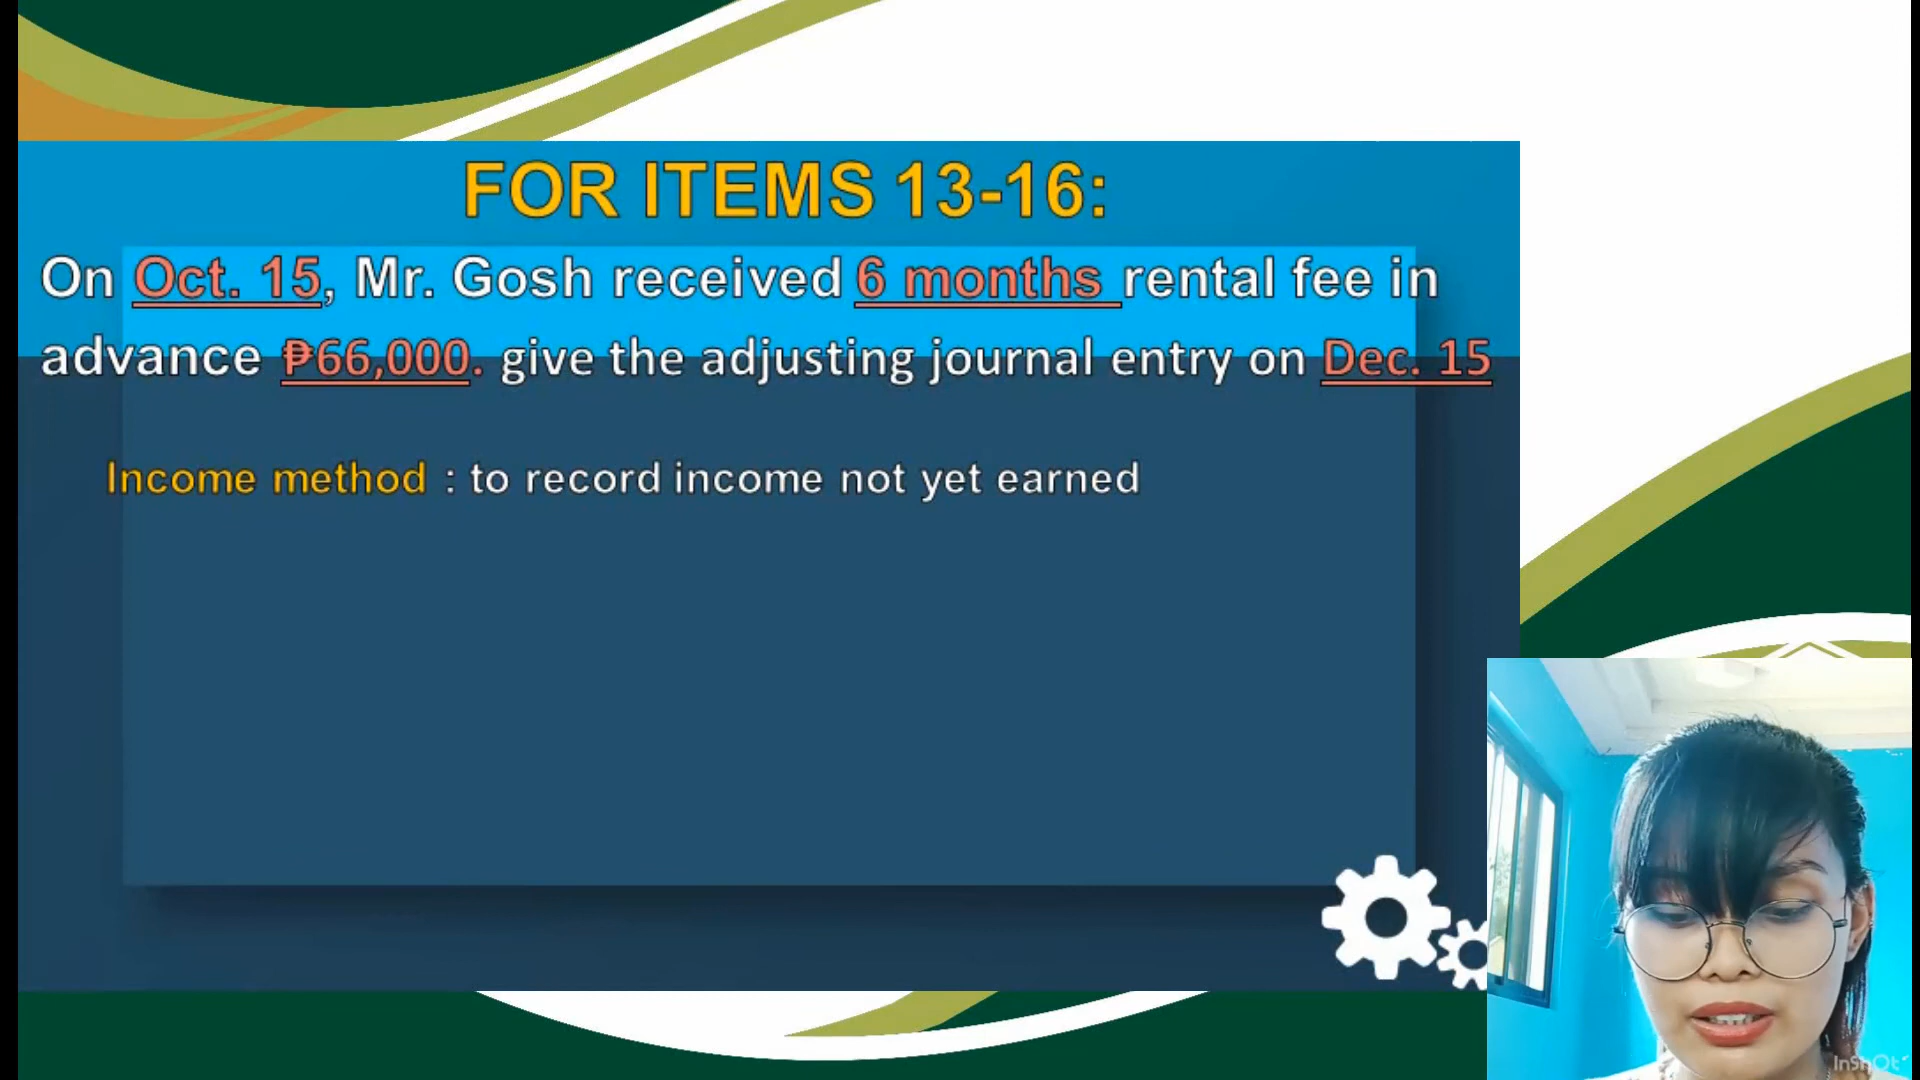 FOR ITEMS 13-16:
On Oct. 15, Mr. Gosh received 6 months rental fee in
advance ₱66,000. give the adjusting journal entry on Dec. 15
Income method : to record income not yet earned
InShOt